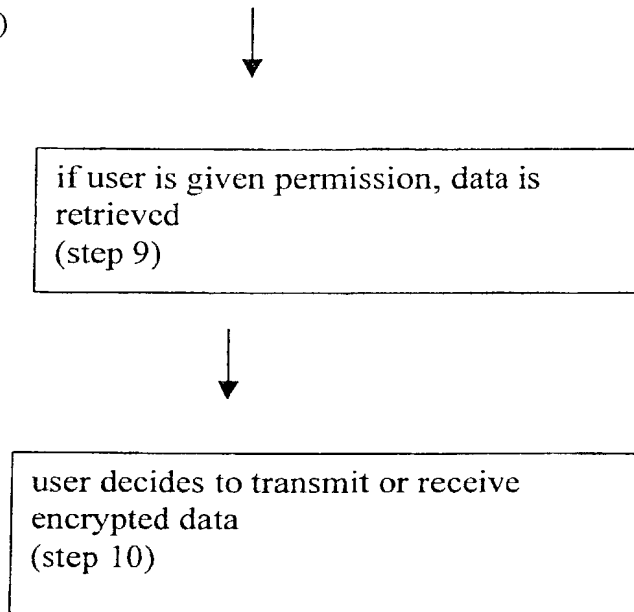 )
if user is given permission, data is
retrieved
(step 9)
user decides to transmit or receive
encrypted data
(step 10)